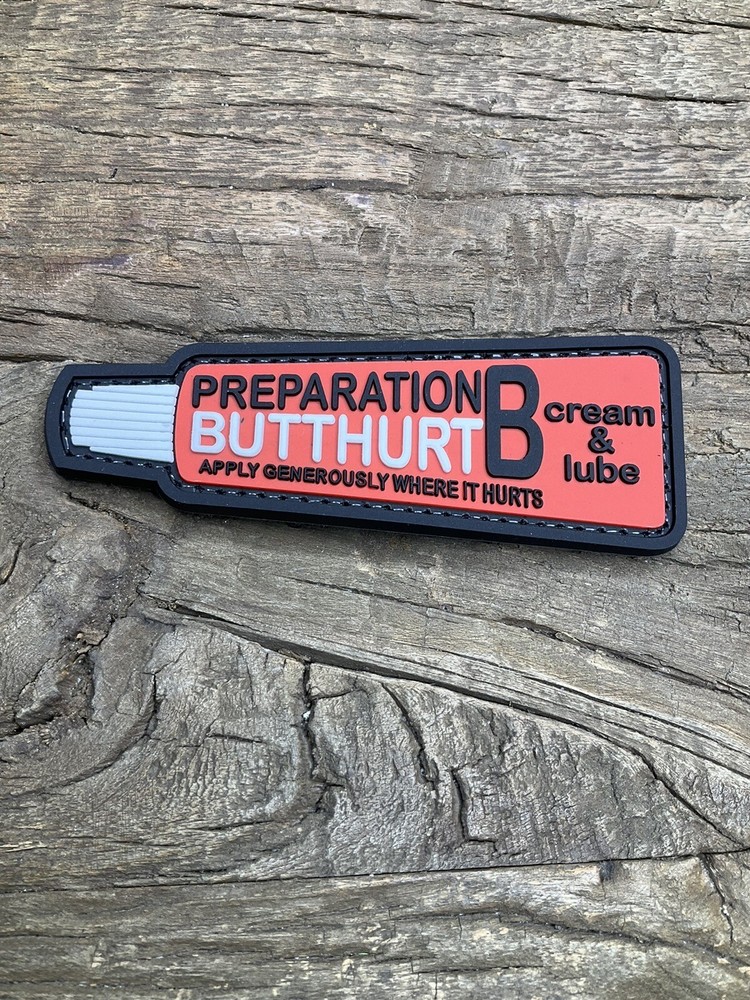 PREPARATION B
BUTTHURT
APPLY GENEROUSLY WHERE IT HURTS
cream
&
lube